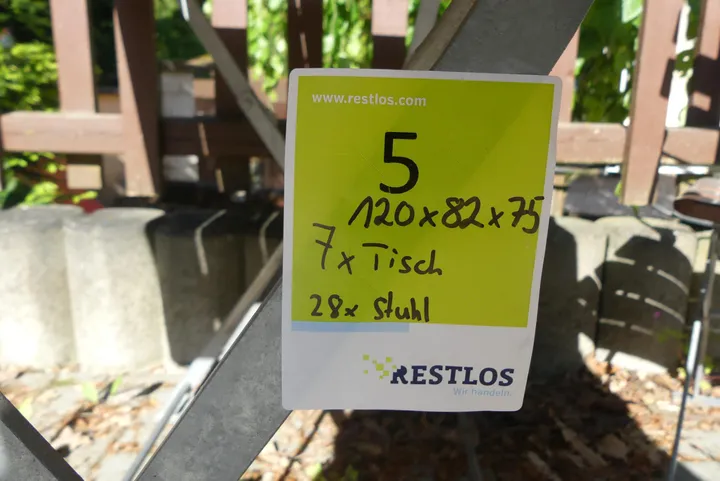 www.restlos.com
5
120x82x75
7x Tisch
28x Stuhl
RESTLOS
Wir handeln.